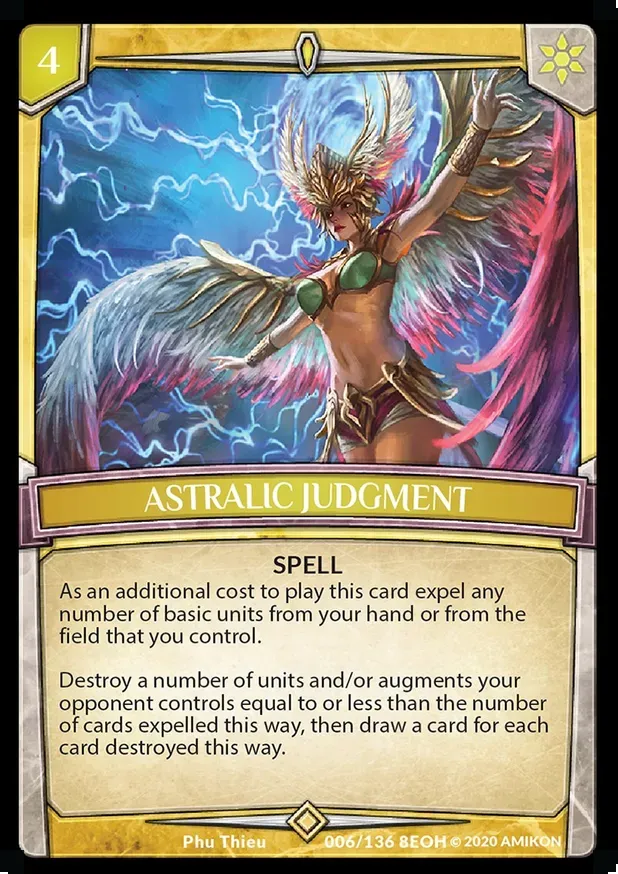 4
ASTRALIC JUDGMENT
SPELL
As an additional cost to play this card expel any
number of basic units from your hand or from the
field that you control.
Destroy a number of units and/or augments your
opponent controls equal to or less than the number
of cards expelled this way, then draw a card for each
card destroyed this way.
Phu Thieu 006/136 8EOH © 2020 AMIKON